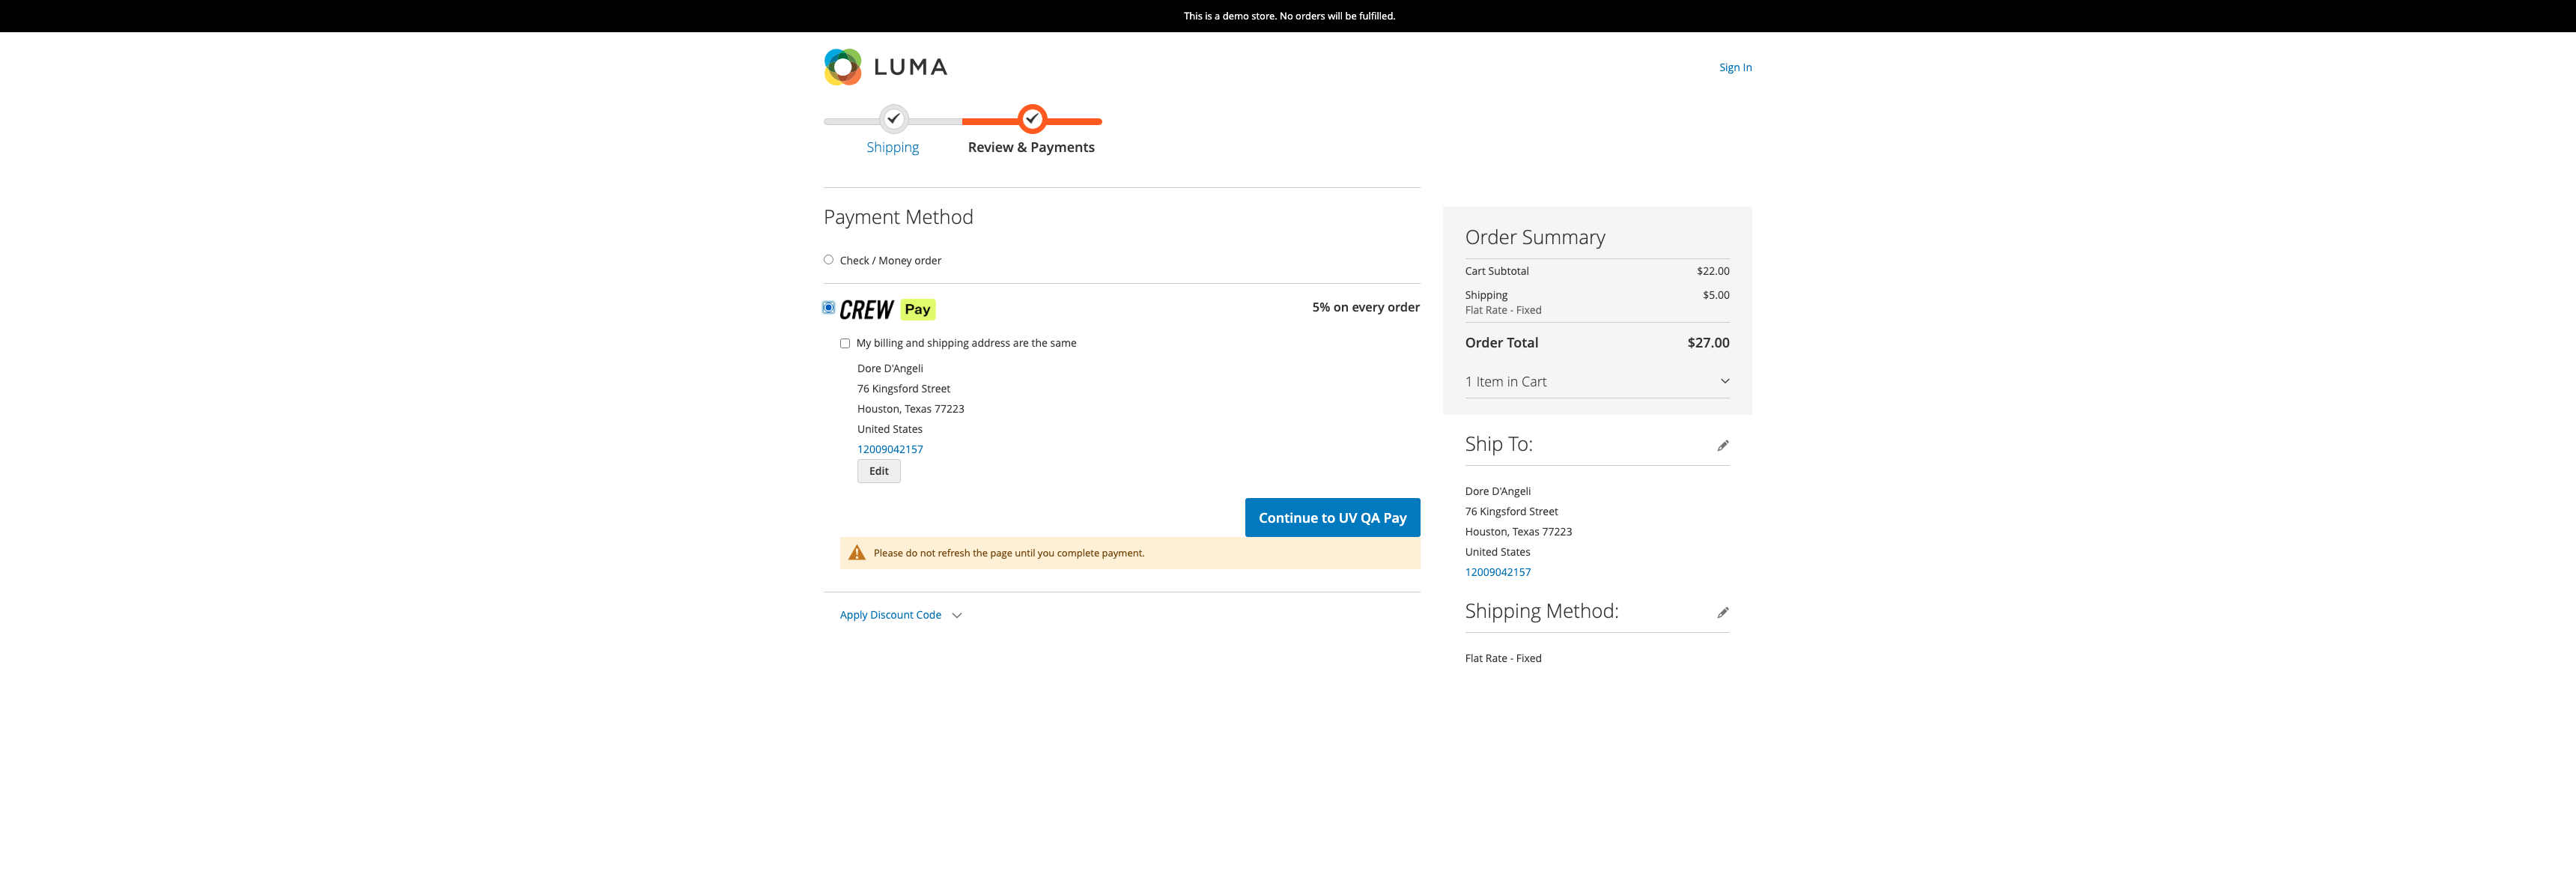 This is a demo store. No orders will be fulfilled.
LUMA
Sign In
Shipping
Review & Payments
Payment Method
Check / Money order
CREW Pay
5% on every order
My billing and shipping address are the same
Dore D'Angeli
76 Kingsford Street
Houston, Texas 77223
United States
12009042157
Edit
Continue to UV QA Pay
Please do not refresh the page until you complete payment.
Apply Discount Code
Order Summary
Cart Subtotal $22.00
Shipping $5.00
Flat Rate - Fixed
Order Total $27.00
1 Item in Cart
Ship To:
Dore D'Angeli
76 Kingsford Street
Houston, Texas 77223
United States
12009042157
Shipping Method:
Flat Rate - Fixed